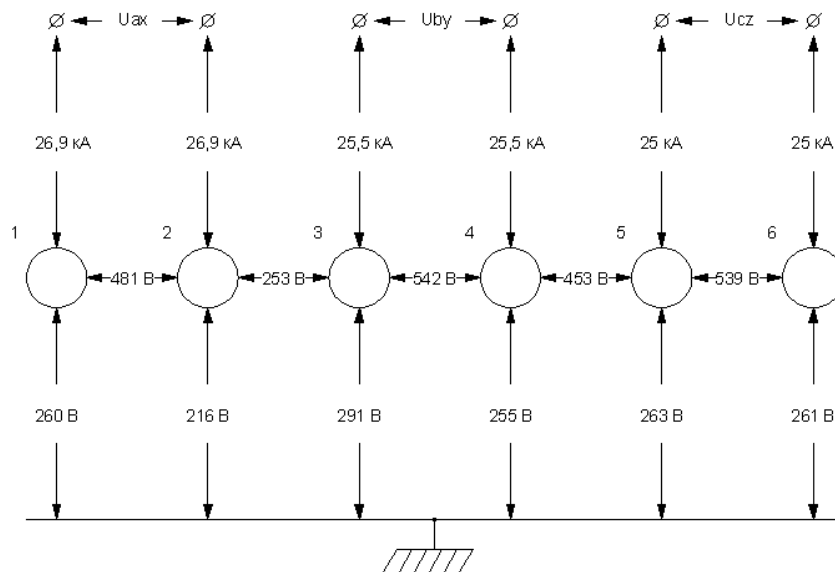 Uax Uby Ucz
26,9 кА 26,9 кА 25,5 кА 25,5 кА 25 кА 25 кА
1 2 3 4 5 6
481 В 253 В 542 В 453 В 539 В
260 В 216 В 291 В 255 В 263 В 261 В